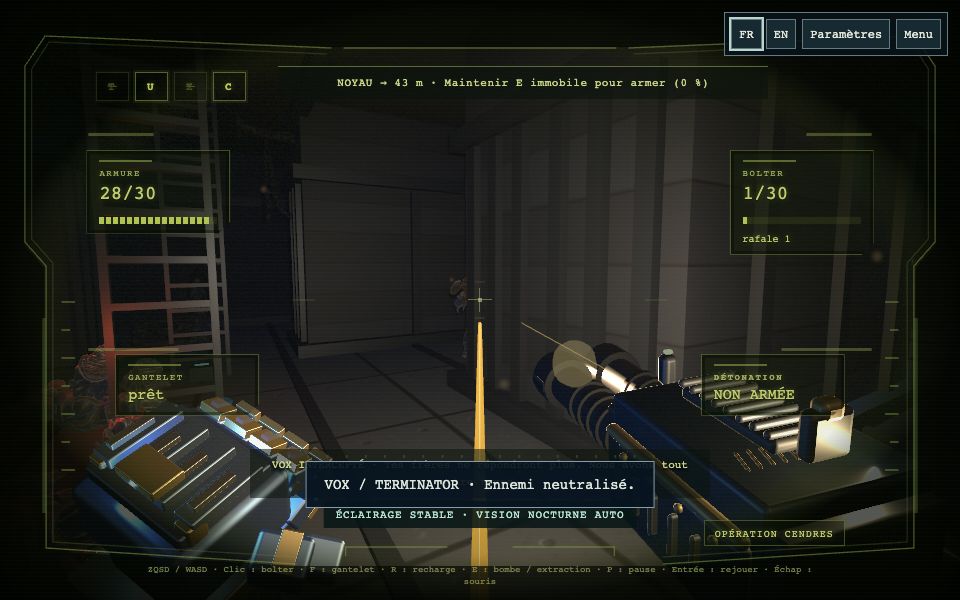 FR EN Paramètres Menu
U C
NOYAU → 43 m · Maintenir E immobile pour armer (0 %)
ARMURE
28/30
BOLTER
1/30
rafale 1
GANTELET
prêt
DÉTONATION
NON ARMÉE
VOX tout
VOX / TERMINATOR · Ennemi neutralisé.
ÉCLAIRAGE STABLE · VISION NOCTURNE AUTO
OPÉRATION CENDRES
ZQSD / WASD · Clic : bolter · F : gantelet · R : recharge · E : bombe / extraction · P : pause · Entrée : rejouer · Échap :
souris